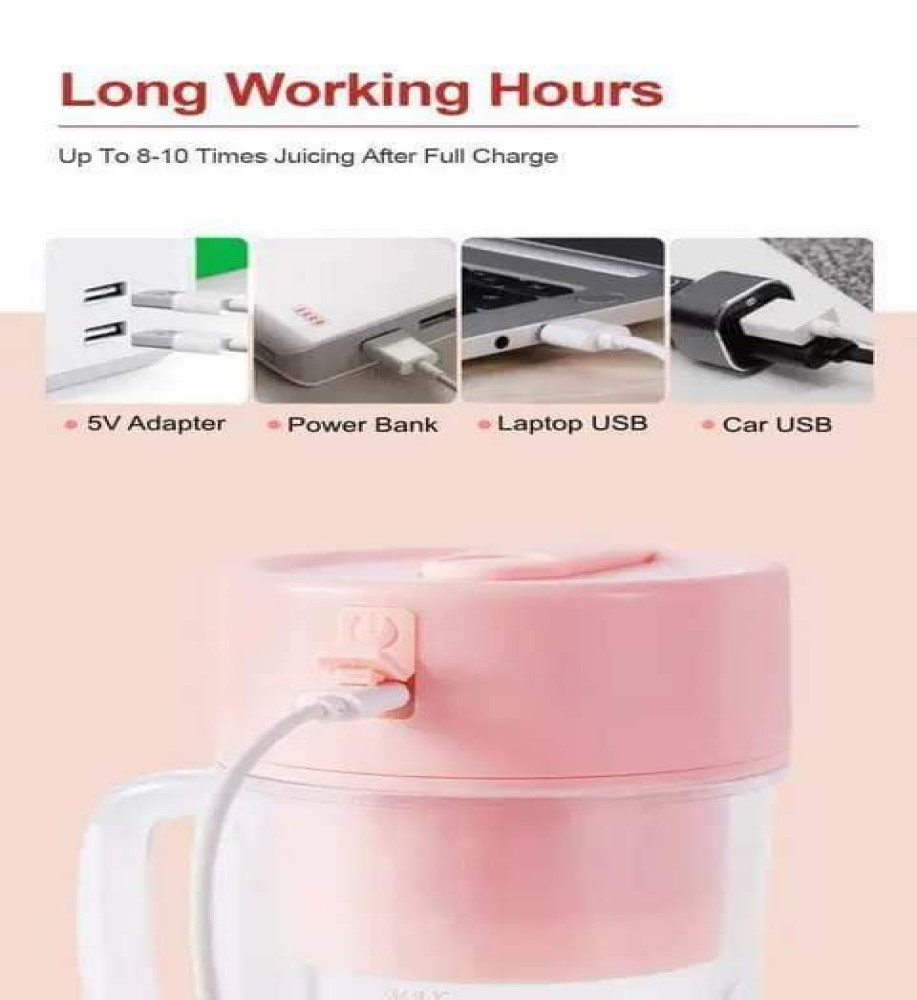 Long Working Hours
Up To 8-10 Times Juicing After Full Charge
5V Adapter
Power Bank
Laptop USB
Car USB